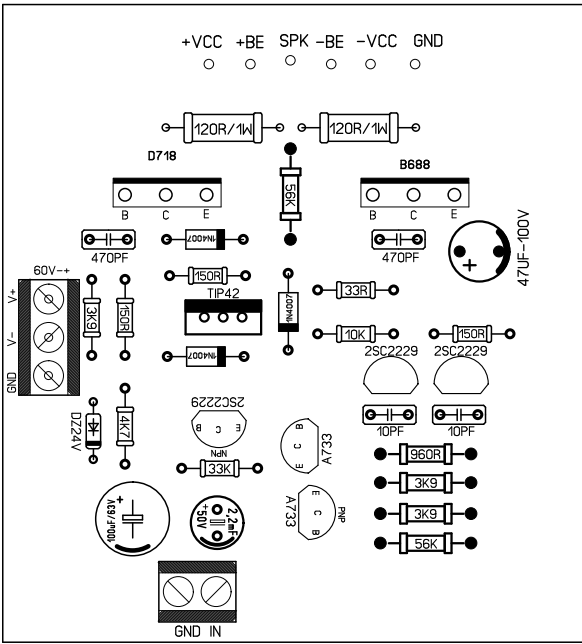 +VCC +BE SPK -BE -VCC GND
120R/1W 120R/1W
D718 B688
56K
B C E B C E
470PF 1N4007 470PF
47UF-100V
+
60V-+
150R
V+ V- GND
3K9
150R
TIP42
1N4007
33R
10K
150R
1N4007
2SC2229 2SC2229
DZ24V
4K7
2SC2229
B C E
NPN
E C B
A733
10PF 10PF
33K
960R
3K9
3K9
56K
100uF/63V
+
2,2mF
+50V
A733
E C B
PNP
GND IN